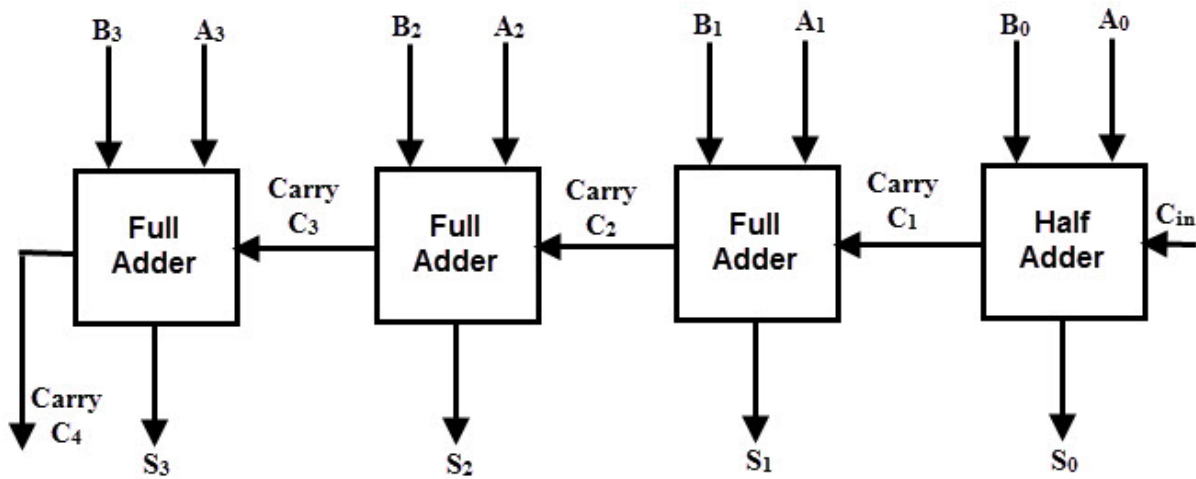 B₃ A₃ B₂ A₂ B₁ A₁ B₀ A₀
Carry C₃
Carry C₂
Carry C₁
C_in
Full Adder
Full Adder
Full Adder
Half Adder
Carry C₄
S₃ S₂ S₁ S₀